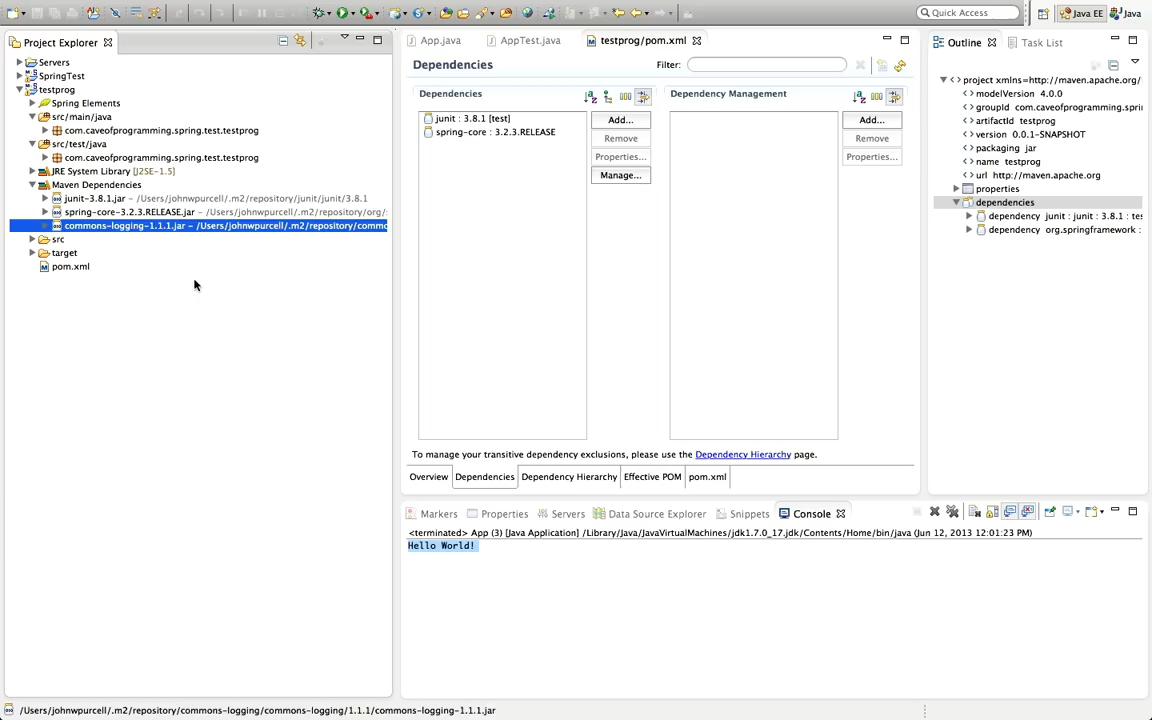 Quick Access
Java EE
Java
Project Explorer
Servers
SpringTest
testprog
Spring Elements
src/main/java
com.caveofprogramming.spring.test.testprog
src/test/java
com.caveofprogramming.spring.test.testprog
JRE System Library [J2SE-1.5]
Maven Dependencies
junit-3.8.1.jar - /Users/johnwpurcell/.m2/repository/junit/junit/3.8.1
spring-core-3.2.3.RELEASE.jar - /Users/johnwpurcell/.m2/repository/org/s
commons-logging-1.1.1.jar - /Users/johnwpurcell/.m2/repository/commo
src
target
pom.xml
App.java
AppTest.java
testprog/pom.xml
Dependencies
Filter:
Dependencies
junit : 3.8.1 [test]
spring-core : 3.2.3.RELEASE
Add...
Remove
Properties...
Manage...
Dependency Management
Add...
Remove
Properties...
To manage your transitive dependency exclusions, please use the Dependency Hierarchy page.
Overview
Dependencies
Dependency Hierarchy
Effective POM
pom.xml
Outline
Task List
project xmlns=http://maven.apache.org/
modelVersion 4.0.0
groupId com.caveofprogramming.spri
artifactId testprog
version 0.0.1-SNAPSHOT
packaging jar
name testprog
url http://maven.apache.org
properties
dependencies
dependency junit : junit : 3.8.1 : tes
dependency org.springframework :
Markers
Properties
Servers
Data Source Explorer
Snippets
Console
<terminated> App (3) [Java Application] /Library/Java/JavaVirtualMachines/jdk1.7.0_17.jdk/Contents/Home/bin/java (Jun 12, 2013 12:01:23 PM)
Hello World!
/Users/johnwpurcell/.m2/repository/commons-logging/commons-logging/1.1.1/commons-logging-1.1.1.jar